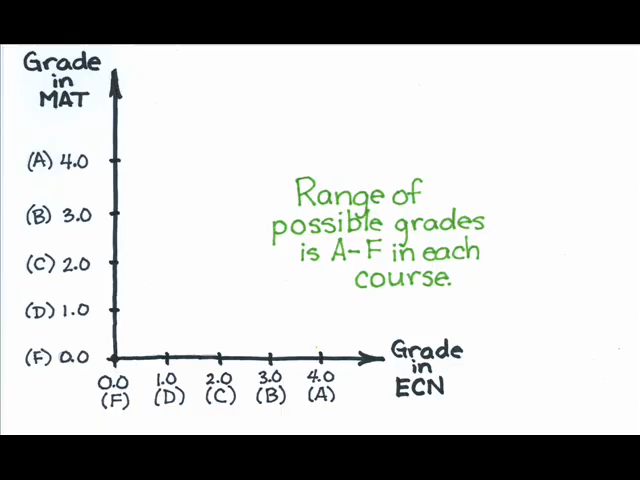 Grade
in
MAT
(A) 4.0
(B) 3.0
(C) 2.0
(D) 1.0
(F) 0.0
Range of
possible grades
is A-F in each
course.
0.0 1.0 2.0 3.0 4.0
(F) (D) (C) (B) (A)
Grade
in
ECN